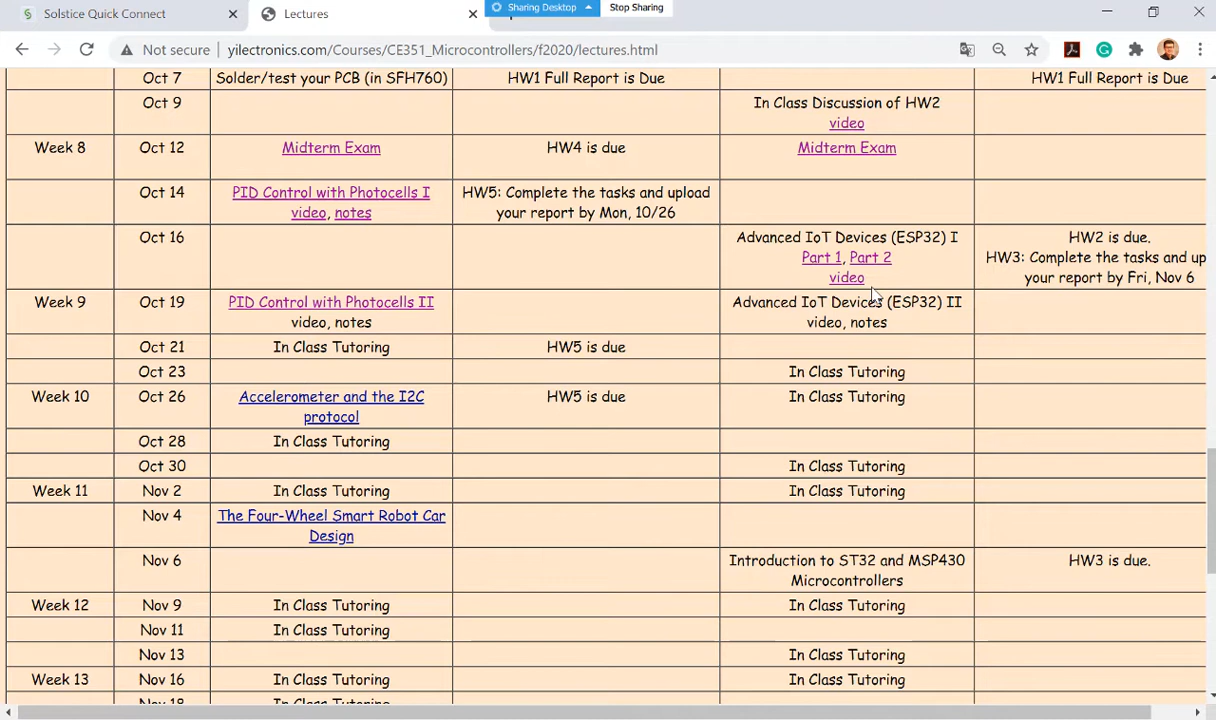 Solstice Quick Connect
Lectures
Sharing Desktop
Stop Sharing
Not secure
yilectronics.com/Courses/CE351_Microcontrollers/f2020/lectures.html
Oct 7 Solder/test your PCB (in SFH760) HW1 Full Report is Due HW1 Full Report is Due
Oct 9 In Class Discussion of HW2
video
Week 8 Oct 12 Midterm Exam HW4 is due Midterm Exam
Oct 14 PID Control with Photocells I HW5: Complete the tasks and upload
video, notes your report by Mon, 10/26
Oct 16 Advanced IoT Devices (ESP32) I HW2 is due.
Part 1, Part 2 HW3: Complete the tasks and up
video your report by Fri, Nov 6
Week 9 Oct 19 PID Control with Photocells II Advanced IoT Devices (ESP32) II
video, notes video, notes
Oct 21 In Class Tutoring HW5 is due
Oct 23 In Class Tutoring
Week 10 Oct 26 Accelerometer and the I2C HW5 is due In Class Tutoring
protocol
Oct 28 In Class Tutoring
Oct 30 In Class Tutoring
Week 11 Nov 2 In Class Tutoring In Class Tutoring
Nov 4 The Four-Wheel Smart Robot Car
Design
Nov 6 Introduction to ST32 and MSP430 HW3 is due.
Microcontrollers
Week 12 Nov 9 In Class Tutoring In Class Tutoring
Nov 11 In Class Tutoring
Nov 13 In Class Tutoring
Week 13 Nov 16 In Class Tutoring In Class Tutoring
Nov 18 In Class Tutoring